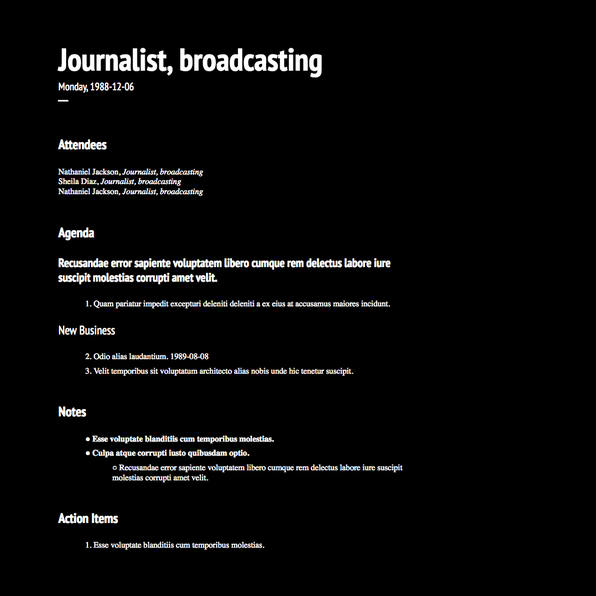 Journalist, broadcasting
Monday, 1988-12-06
—
Attendees
Nathaniel Jackson, Journalist, broadcasting
Sheila Diaz, Journalist, broadcasting
Nathaniel Jackson, Journalist, broadcasting
Agenda
Recusandae error sapiente voluptatem libero cumque rem delectus labore iure
suscipit molestias corrupti amet velit.
1. Quam pariatur impedit excepturi deleniti deleniti a ex eius at accusamus maiores incidunt.
New Business
2. Odio alias laudantium. 1989-08-08
3. Velit temporibus sit voluptatum architecto alias nobis unde hic tenetur suscipit.
Notes
● Esse voluptate blanditiis cum temporibus molestias.
● Culpa atque corrupti iusto quibusdam optio.
○ Recusandae error sapiente voluptatem libero cumque rem delectus labore iure suscipit
molestias corrupti amet velit.
Action Items
1. Esse voluptate blanditiis cum temporibus molestias.